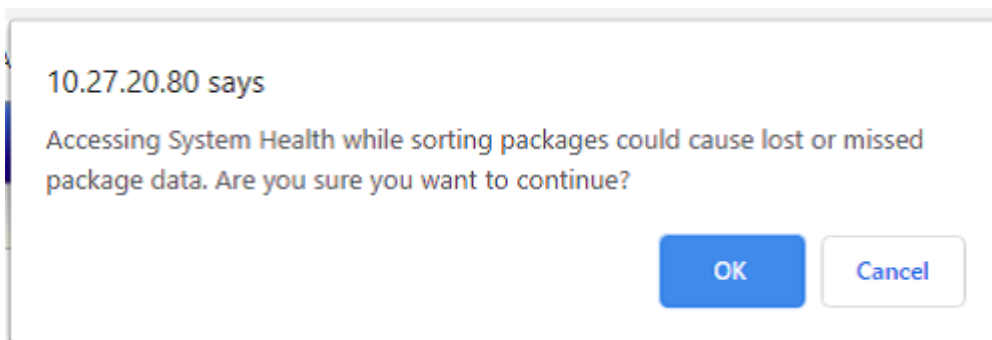 10.27.20.80 says
Accessing System Health while sorting packages could cause lost or missed
package data. Are you sure you want to continue?
OK
Cancel